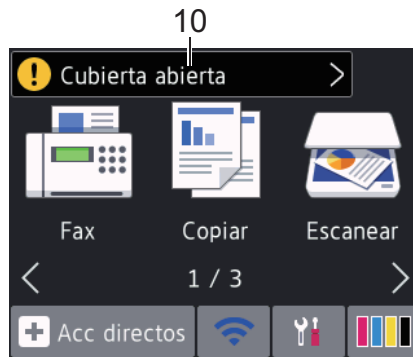 10
Cubierta abierta
Fax Copiar Escanear
1 / 3
Acc directos